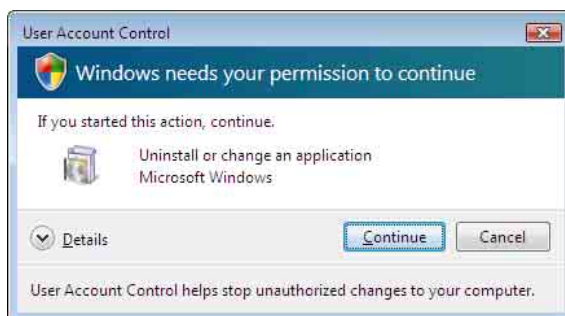 User Account Control
Windows needs your permission to continue
If you started this action, continue.
Uninstall or change an application
Microsoft Windows
Details
Continue
Cancel
User Account Control helps stop unauthorized changes to your computer.